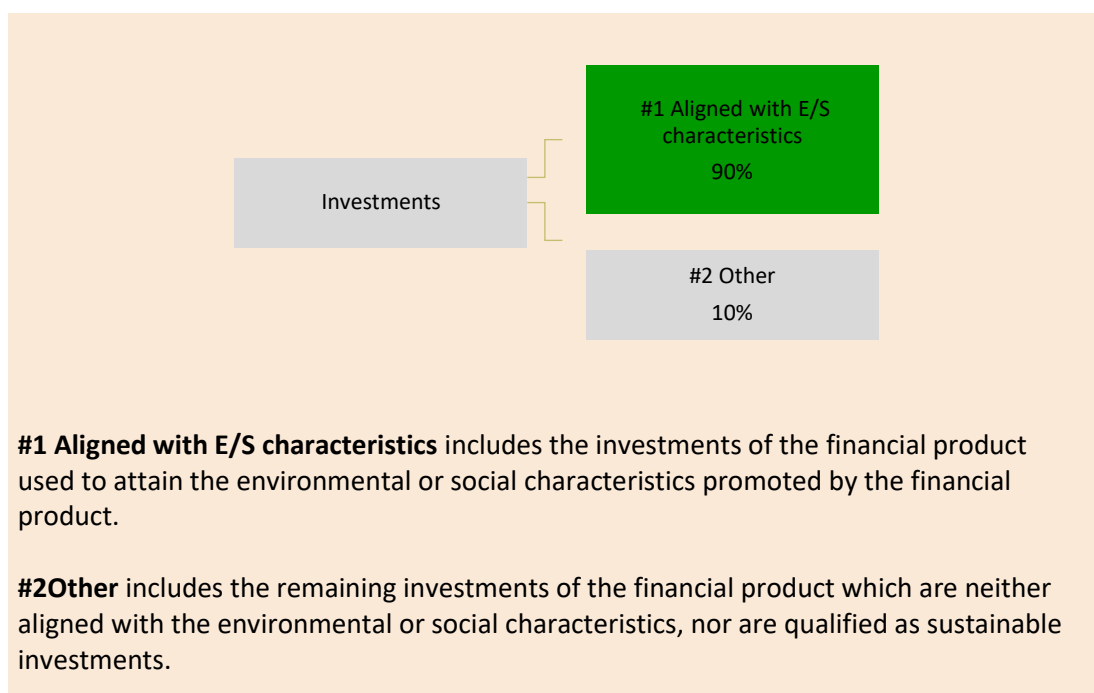 #1 Aligned with E/S
characteristics
90%
Investments
#2 Other
10%
#1 Aligned with E/S characteristics includes the investments of the financial product
used to attain the environmental or social characteristics promoted by the financial
product.
#2Other includes the remaining investments of the financial product which are neither
aligned with the environmental or social characteristics, nor are qualified as sustainable
investments.